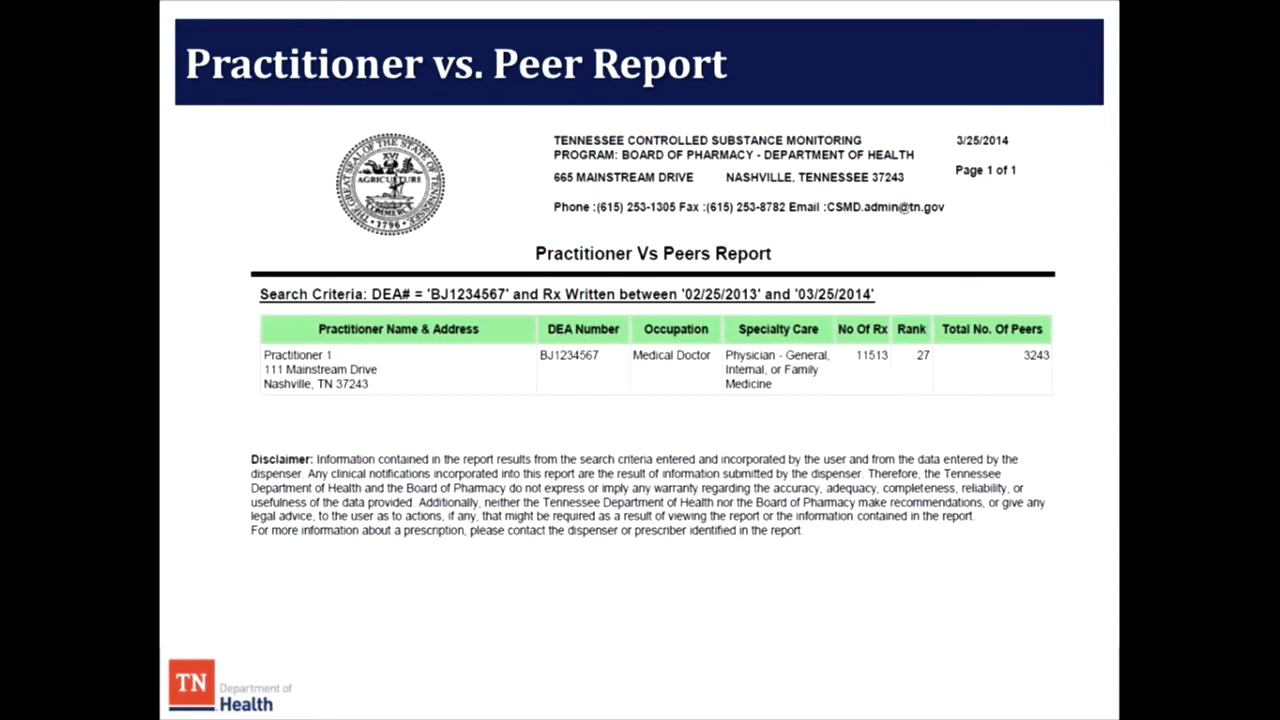 Practitioner vs. Peer Report
THE GREAT SEAL OF THE STATE OF TENNESSEE
XVI
AGRICULTURE
COMMERCE
1796
TENNESSEE CONTROLLED SUBSTANCE MONITORING
PROGRAM: BOARD OF PHARMACY - DEPARTMENT OF HEALTH
665 MAINSTREAM DRIVE NASHVILLE, TENNESSEE 37243
Phone :(615) 253-1305 Fax :(615) 253-8782 Email :CSMD.admin@tn.gov
3/25/2014
Page 1 of 1
Practitioner Vs Peers Report
Search Criteria: DEA# = 'BJ1234567' and Rx Written between '02/25/2013' and '03/25/2014'
Practitioner Name & Address DEA Number Occupation Specialty Care No Of Rx Rank Total No. Of Peers
Practitioner 1 BJ1234567 Medical Doctor Physician - General, 11513 27 3243
111 Mainstream Drive Internal, or Family
Nashville, TN 37243 Medicine
Disclaimer: Information contained in the report results from the search criteria entered and incorporated by the user and from the data entered by the
dispenser. Any clinical notifications incorporated into this report are the result of information submitted by the dispenser. Therefore, the Tennessee
Department of Health and the Board of Pharmacy do not express or imply any warranty regarding the accuracy, adequacy, completeness, reliability, or
usefulness of the data provided. Additionally, neither the Tennessee Department of Health nor the Board of Pharmacy make recommendations, or give any
legal advice, to the user as to actions, if any, that might be required as a result of viewing the report or the information contained in the report.
For more information about a prescription, please contact the dispenser or prescriber identified in the report.
TN
Department of
Health